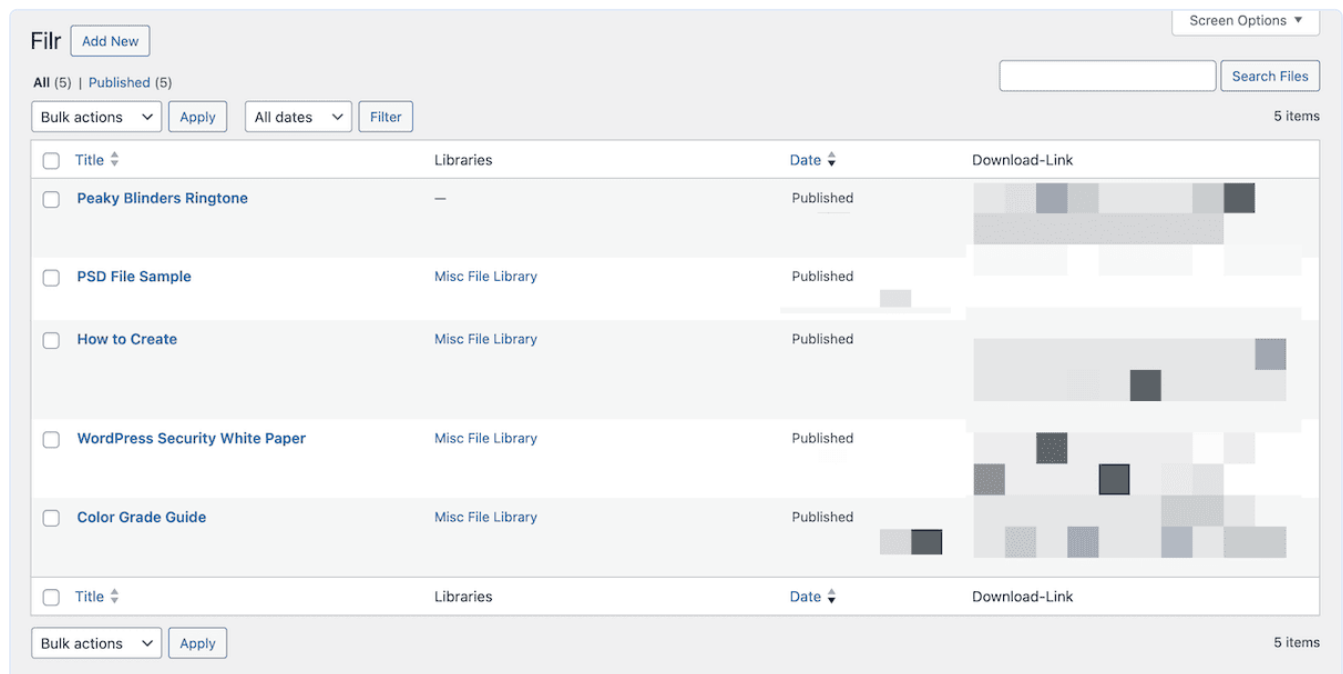 Screen Options ▼
Filr Add New
All (5) | Published (5)
Search Files
Bulk actions Apply All dates Filter 5 items
Title Libraries Date Download-Link
Peaky Blinders Ringtone — Published
PSD File Sample Misc File Library Published
How to Create Misc File Library Published
WordPress Security White Paper Misc File Library Published
Color Grade Guide Misc File Library Published
Title Libraries Date Download-Link
Bulk actions Apply 5 items